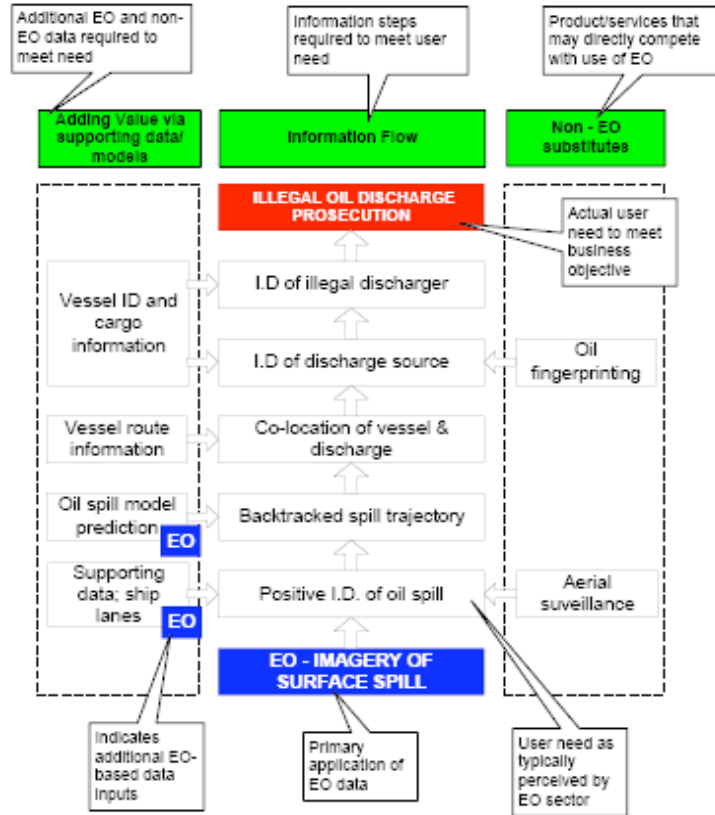 Additional EO and non-
EO data required to
meet need
Information steps
required to meet user
need
Product/services that
may directly compete
with use of EO
Adding Value via
supporting data/
models
Information Flow
Non - EO
substitutes
ILLEGAL OIL DISCHARGE
PROSECUTION
Actual user
need to meet
business
objective
Vessel ID and
cargo
information
I.D of illegal discharger
I.D of discharge source
Oil
fingerprinting
Vessel route
information
Co-location of vessel &
discharge
Oil spill model
prediction
EO
Backtracked spill trajectory
Supporting
data; ship
lanes
EO
Positive I.D. of oil spill
Aerial
suveillance
EO - IMAGERY OF
SURFACE SPILL
Indicates
additional EO-
based data
inputs
Primary
application of
EO data
User need as
typically
perceived by
EO sector